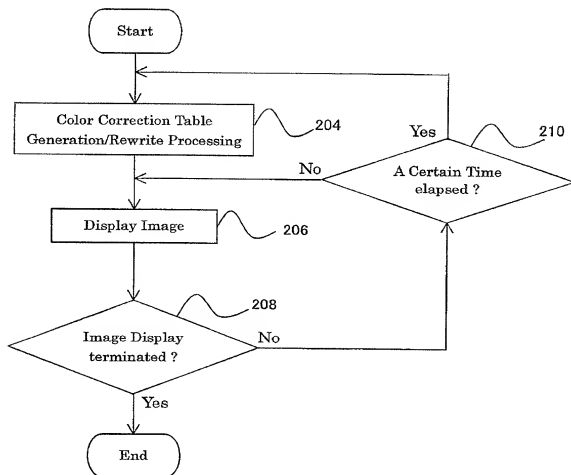 Start
Color Correction Table
Generation/Rewrite Processing
204
210
Yes
No
A Certain Time
elapsed ?
Display Image
206
208
Image Display
terminated ?
No
Yes
End